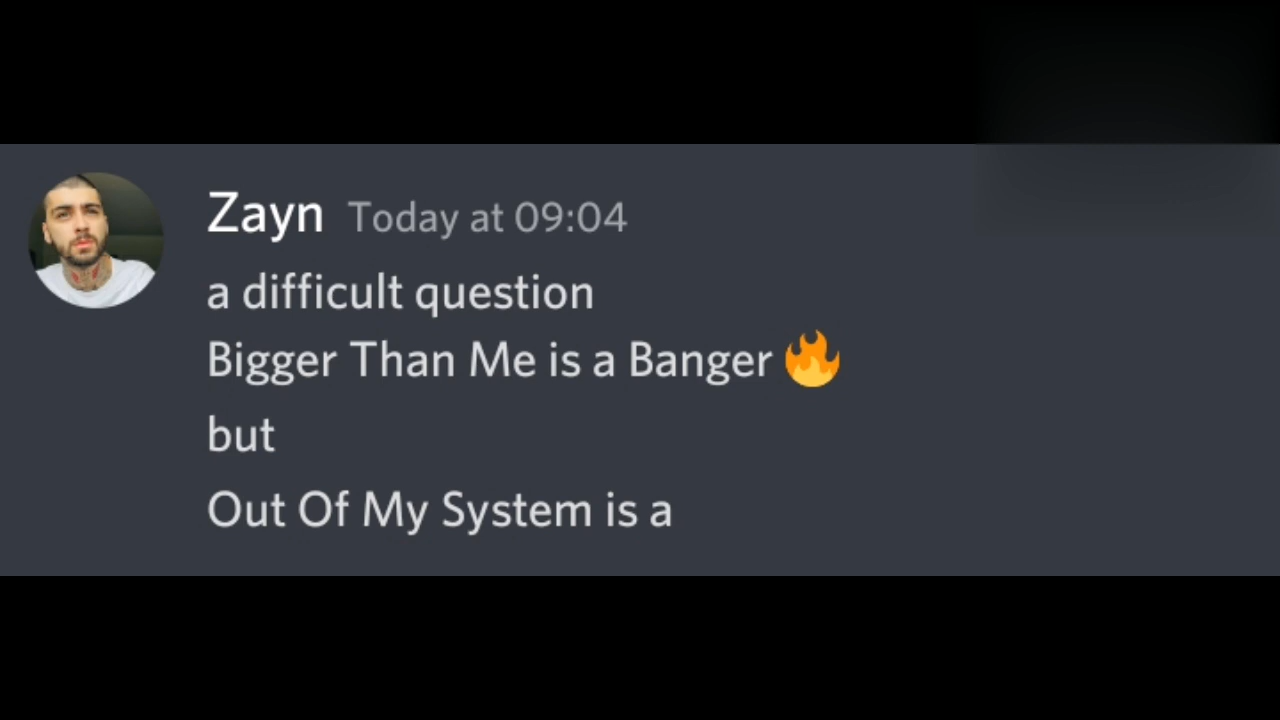 Zayn Today at 09:04
a difficult question
Bigger Than Me is a Banger 🔥
but
Out Of My System is a